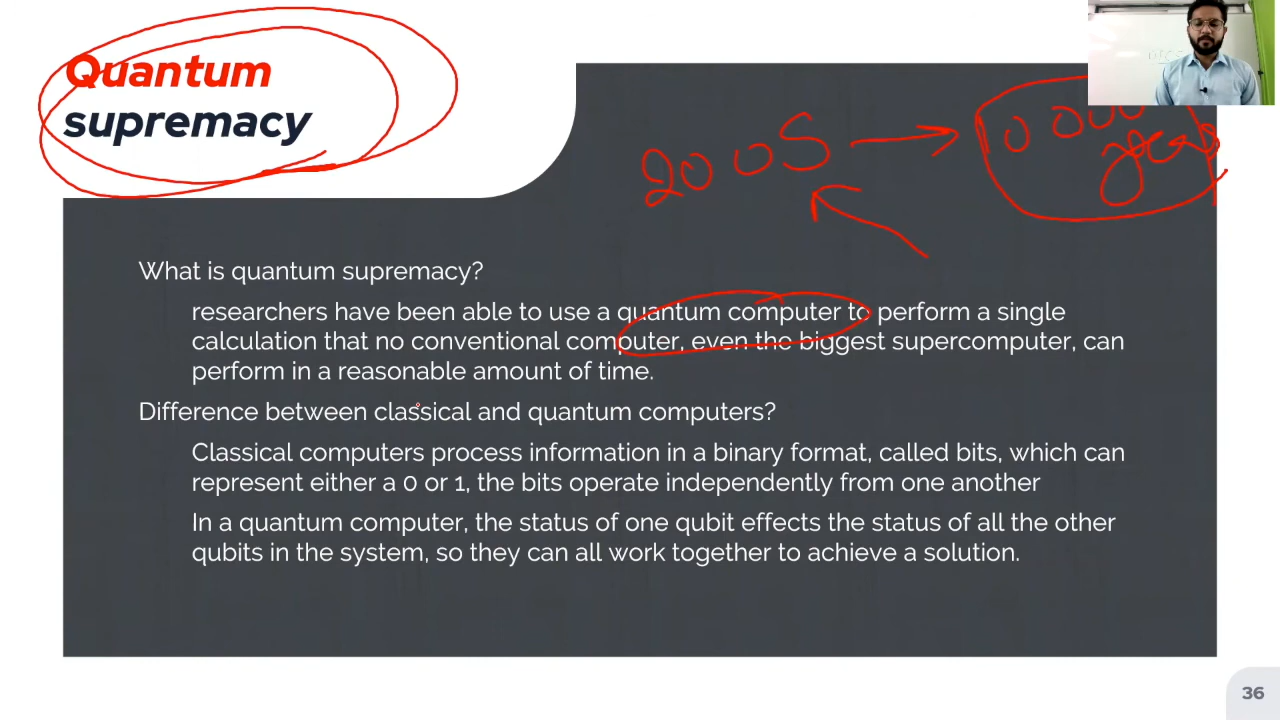 Quantum
supremacy
200S → 10000
years
What is quantum supremacy?
researchers have been able to use a quantum computer to perform a single
calculation that no conventional computer, even the biggest supercomputer, can
perform in a reasonable amount of time.
Difference between classical and quantum computers?
Classical computers process information in a binary format, called bits, which can
represent either a 0 or 1, the bits operate independently from one another
In a quantum computer, the status of one qubit effects the status of all the other
qubits in the system, so they can all work together to achieve a solution.
36